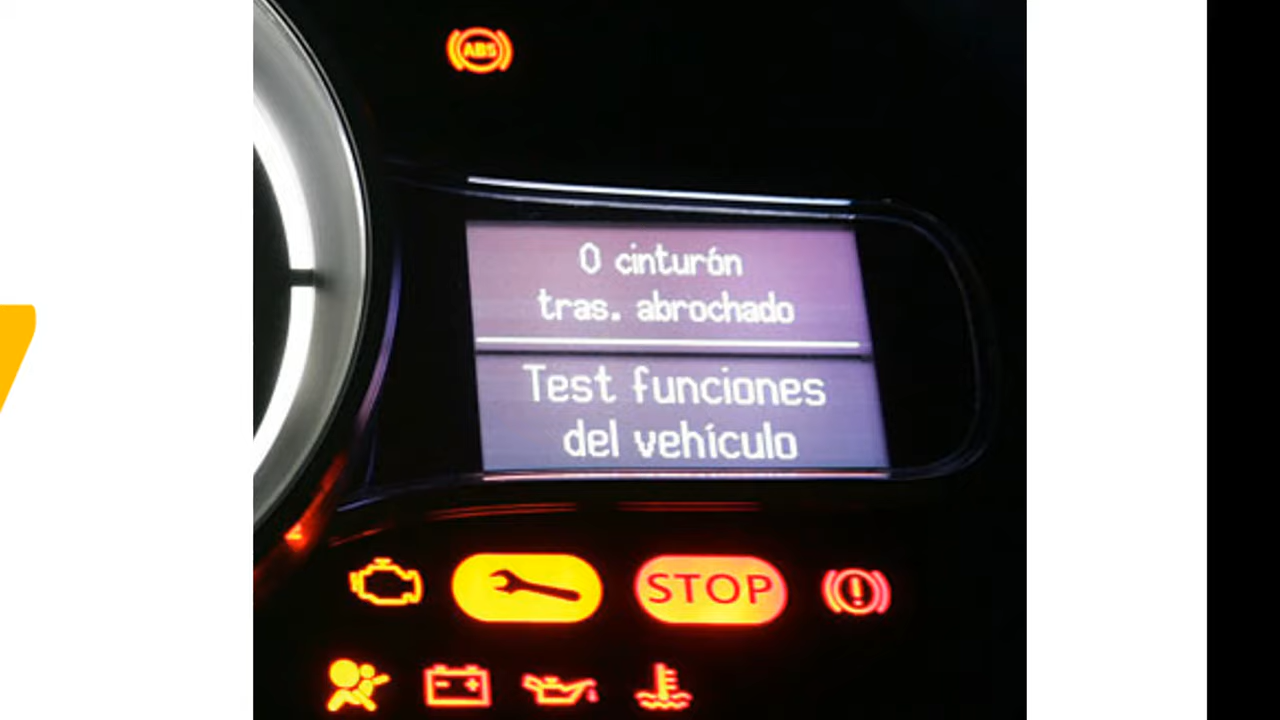 ABS
0 cinturón
tras. abrochado
Test funciones
del vehículo
STOP